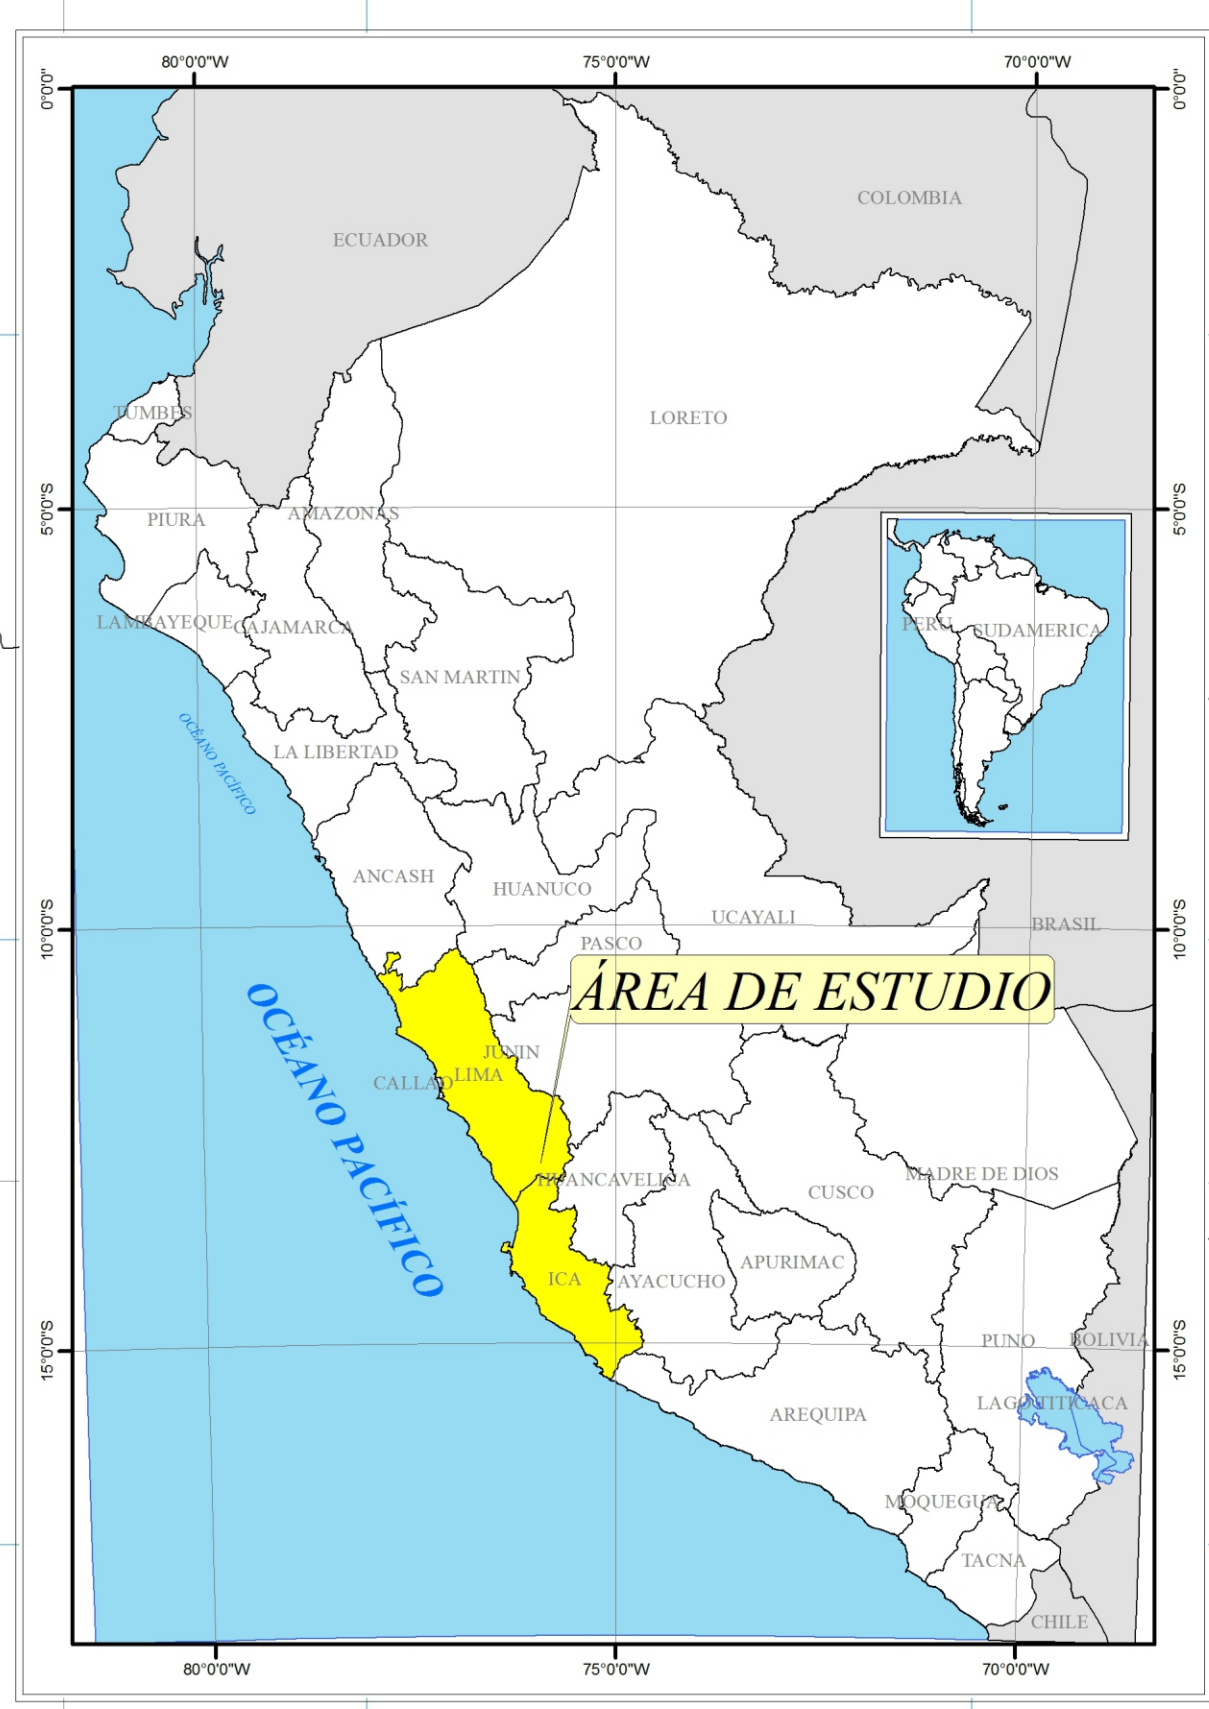 80°0'0"W
75°0'0"W
70°0'0"W
0°0'0"
0°0'0"
COLOMBIA
ECUADOR
TUMBES
LORETO
5°0'0"S
5°0'0"S
PIURA
AMAZONAS
LAMBAYEQUE
CAJAMARCA
PERU
SUDAMERICA
SAN MARTIN
OCÉANO PACÍFICO
LA LIBERTAD
ANCASH
HUANUCO
UCAYALI
BRASIL
10°0'0"S
10°0'0"S
PASCO
ÁREA DE ESTUDIO
OCÉANO PACÍFICO
JUNIN
LIMA
CALLAO
HUANCAVELICA
MADRE DE DIOS
CUSCO
APURIMAC
ICA
AYACUCHO
PUNO
BOLIVIA
15°0'0"S
15°0'0"S
LAGO TITICACA
AREQUIPA
MOQUEGUA
TACNA
CHILE
80°0'0"W
75°0'0"W
70°0'0"W